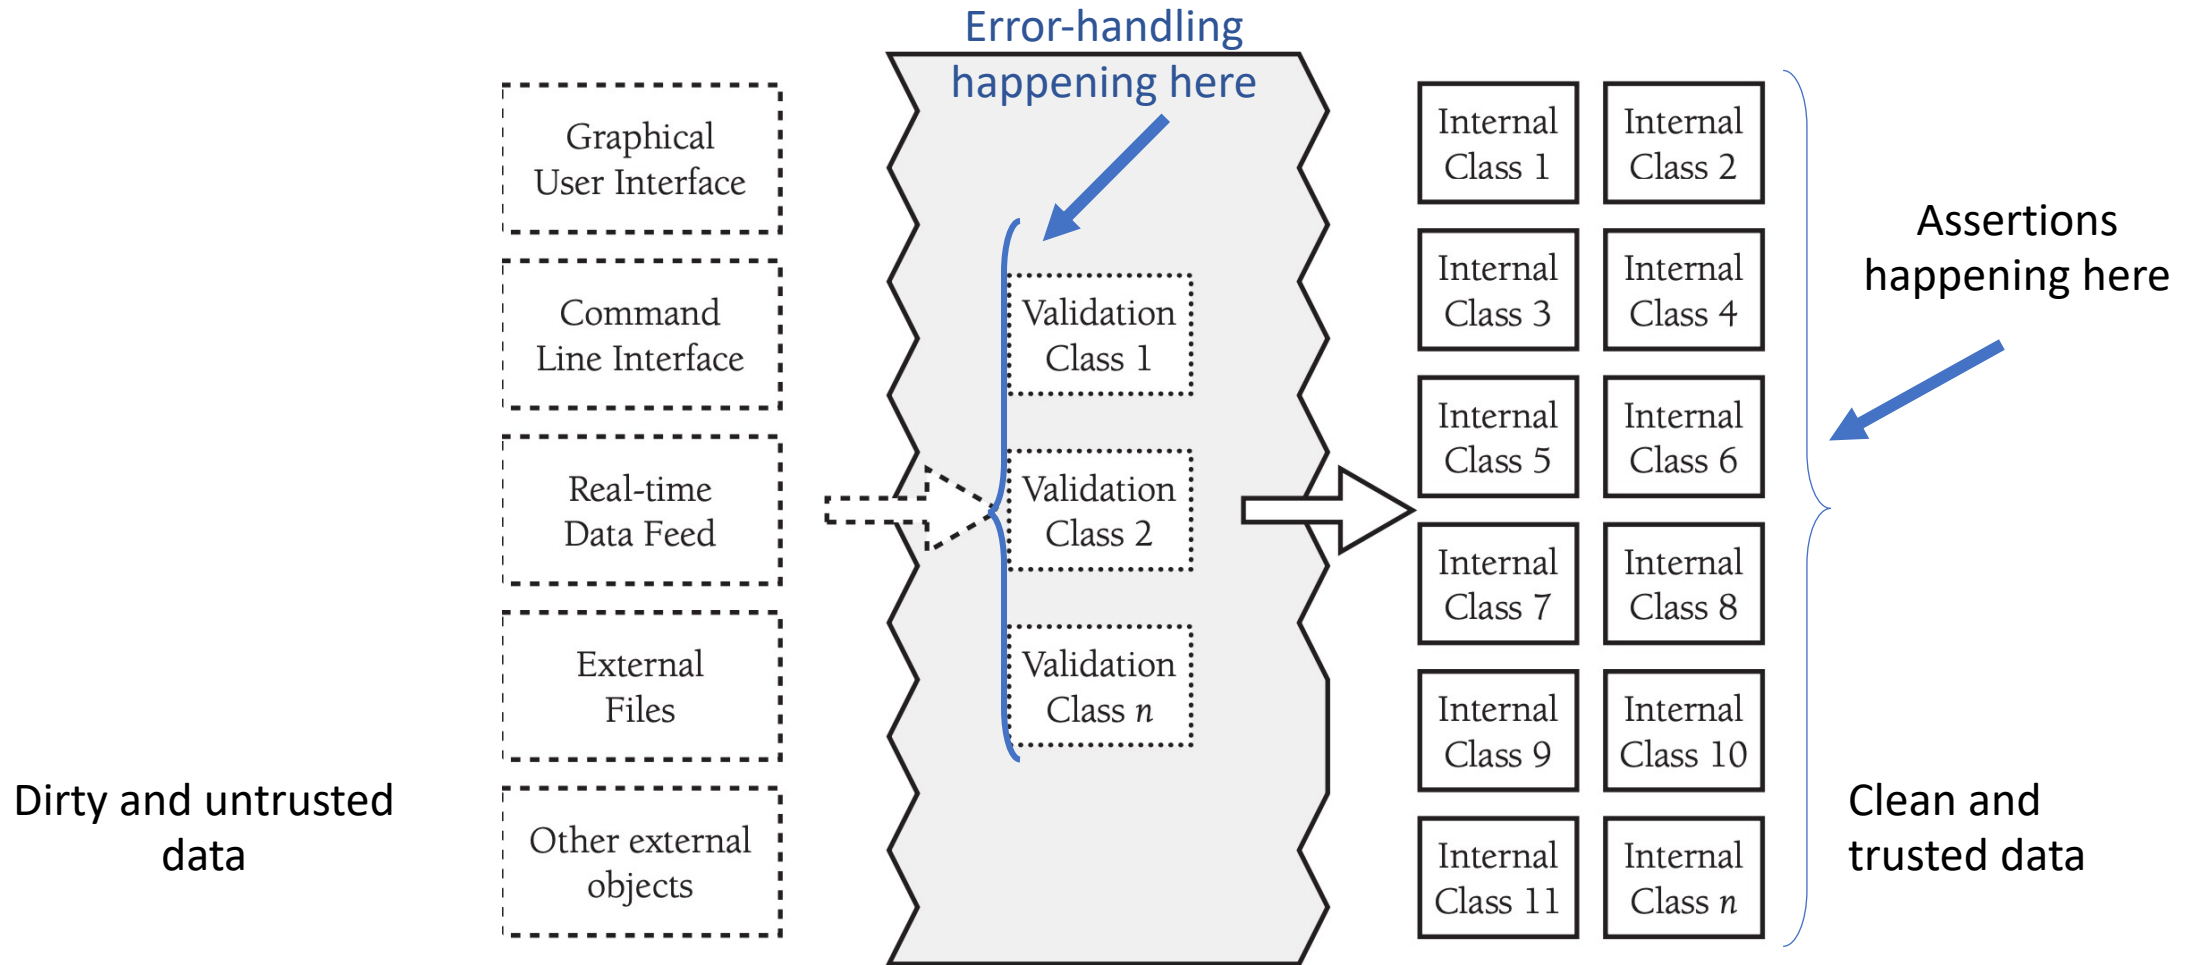 Error-handling
happening here
Graphical
User Interface
Command
Line Interface
Real-time
Data Feed
External
Files
Other external
objects
Dirty and untrusted
data
Validation
Class 1
Validation
Class 2
Validation
Class n
Internal
Class 1
Internal
Class 2
Internal
Class 3
Internal
Class 4
Internal
Class 5
Internal
Class 6
Internal
Class 7
Internal
Class 8
Internal
Class 9
Internal
Class 10
Internal
Class 11
Internal
Class n
Assertions
happening here
Clean and
trusted data